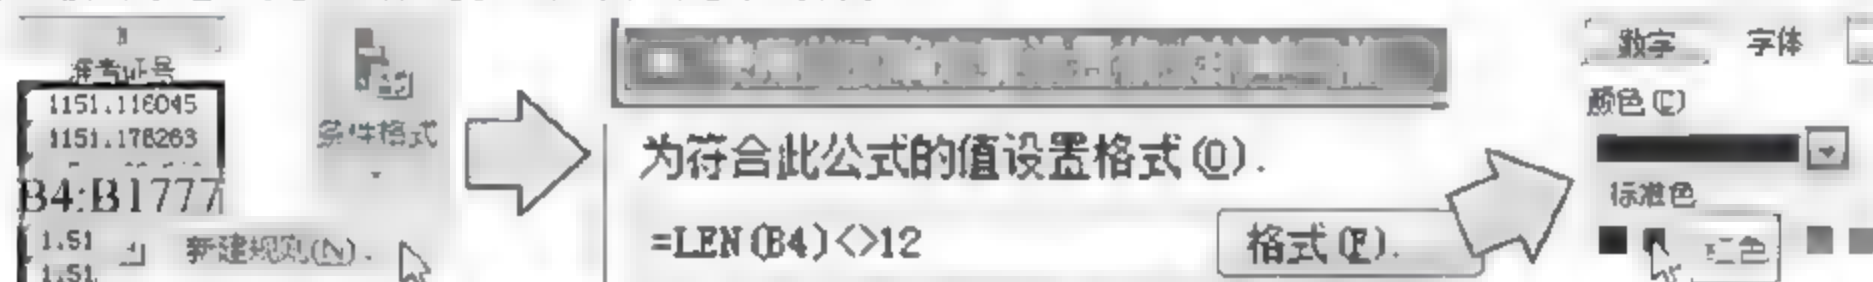 准考证号
1151.116045
1151.178263
B4:B1777
1.51
1.51
条件格式
新建规则(N).
为符合此公式的值设置格式(O).
=LEN(B4)<>12
格式(F).
数字 字体
颜色(C)
标准色
红色